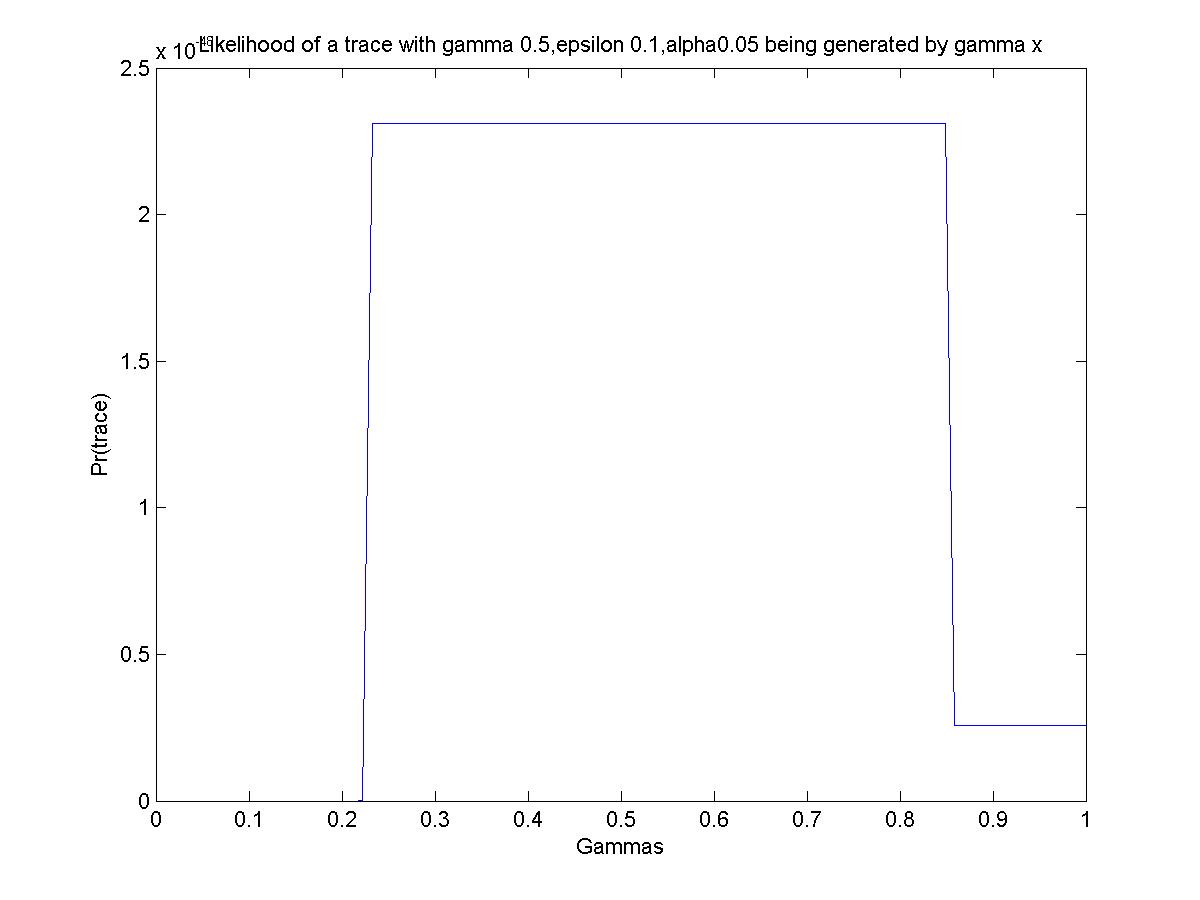 x 10
Likelihood of a trace with gamma 0.5,epsilon 0.1,alpha0.05 being generated by gamma x
2.5
2
1.5
1
0.5
0
Pr(trace)
0 0.1 0.2 0.3 0.4 0.5 0.6 0.7 0.8 0.9 1
Gammas